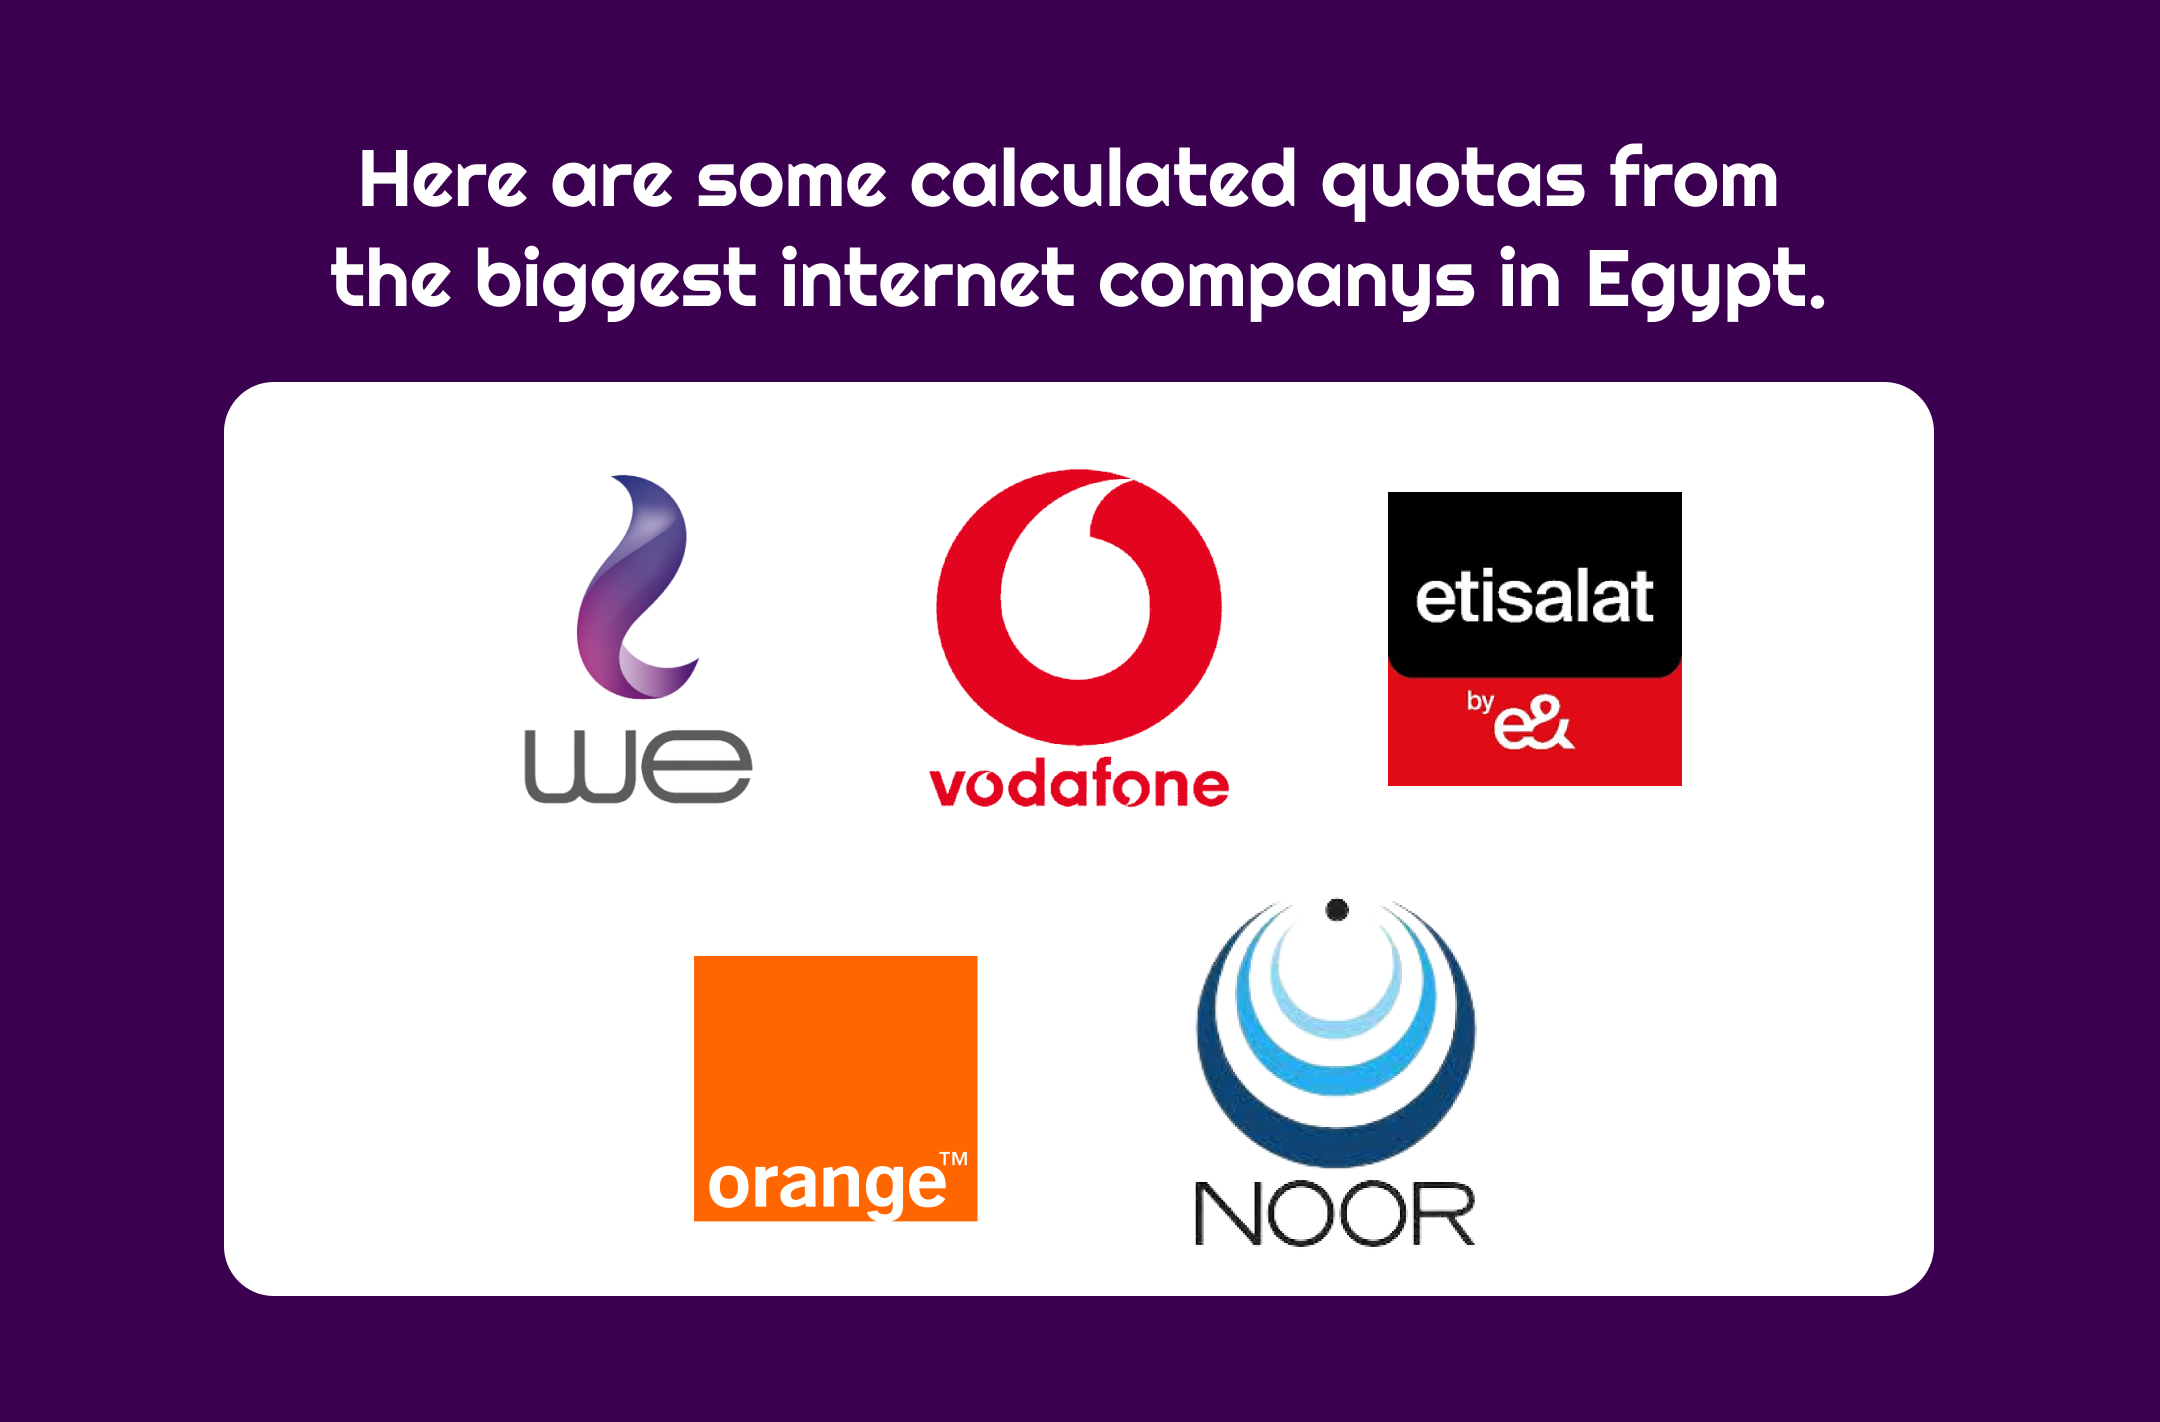 Here are some calculated quotas from
the biggest internet companys in Egypt.
we
vodafone
etisalat
by e&
orange™
NOOR